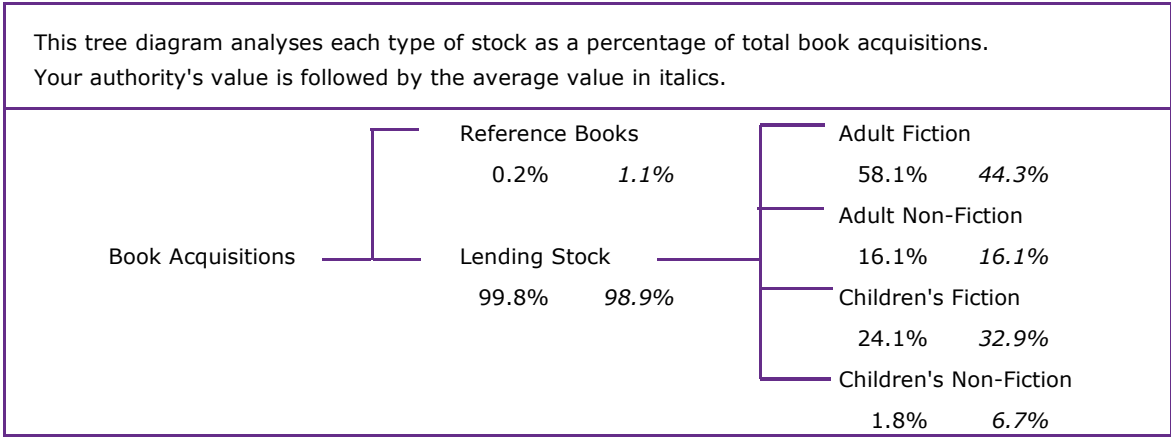 This tree diagram analyses each type of stock as a percentage of total book acquisitions.
Your authority's value is followed by the average value in italics.
Reference Books
0.2% 1.1%
Book Acquisitions
Lending Stock
99.8% 98.9%
Adult Fiction
58.1% 44.3%
Adult Non-Fiction
16.1% 16.1%
Children's Fiction
24.1% 32.9%
Children's Non-Fiction
1.8% 6.7%